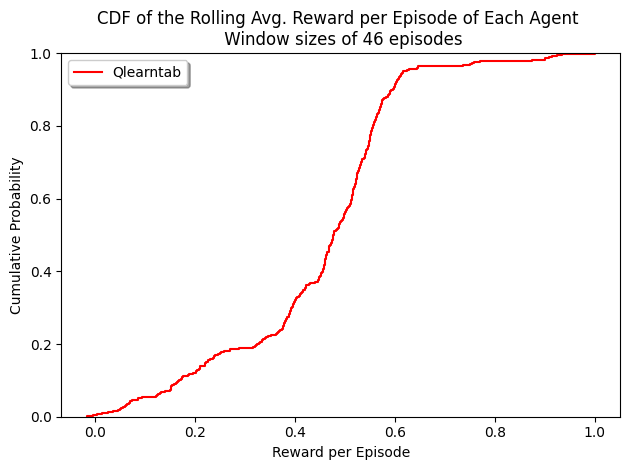 CDF of the Rolling Avg. Reward per Episode of Each Agent
Window sizes of 46 episodes
Qlearntab
Cumulative Probability
1.0
0.8
0.6
0.4
0.2
0.0
0.0 0.2 0.4 0.6 0.8 1.0
Reward per Episode